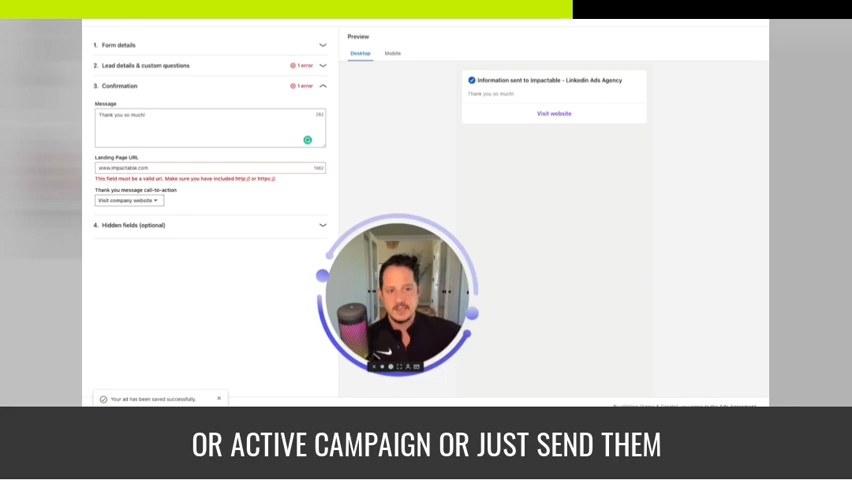 1. Form details
2. Lead details & custom questions
1 error
3. Confirmation
1 error
Message
Thank you so much!
282
Landing Page URL
www.impactable.com
This field must be a valid url. Make sure you have included http:// or https://.
Thank you message call-to-action
Visit company website
4. Hidden fields (optional)
Your ad has been saved successfully.
Preview
Desktop
Mobile
Information sent to Impactable - Linkedin Ads Agency
Thank you so much!
Visit website
OR ACTIVE CAMPAIGN OR JUST SEND THEM